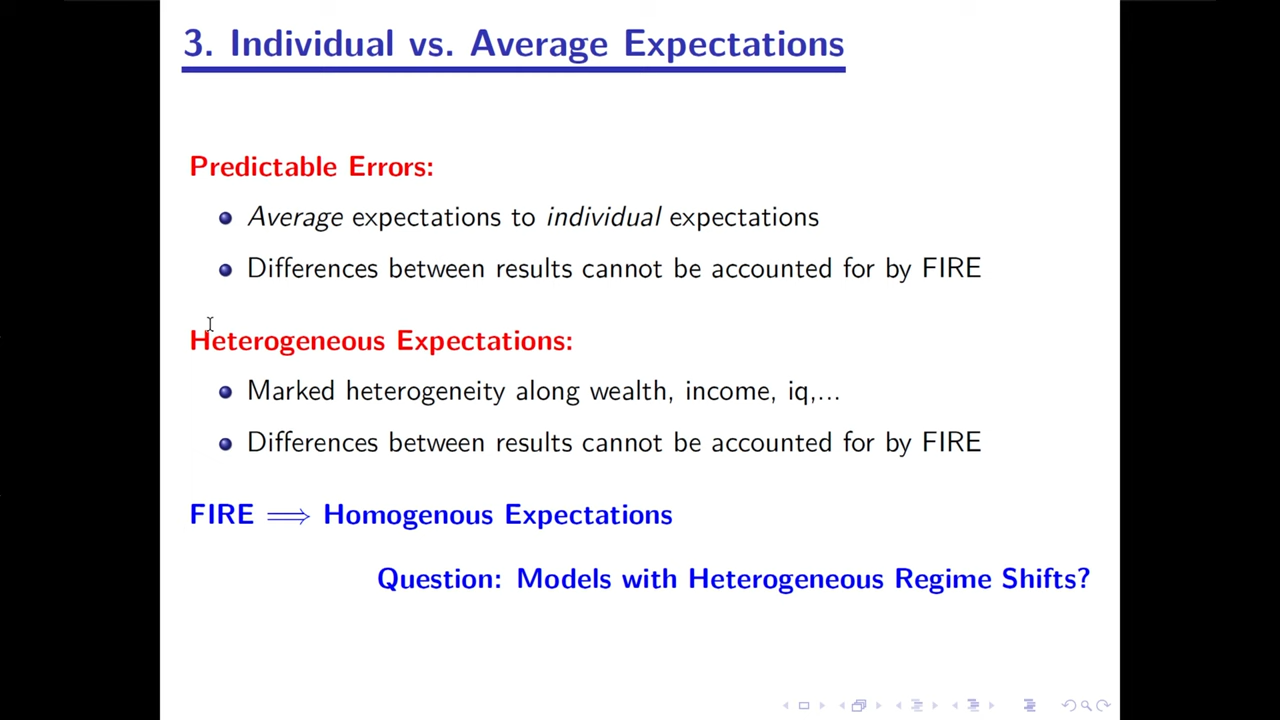 3. Individual vs. Average Expectations
Predictable Errors:
Average expectations to individual expectations
Differences between results cannot be accounted for by FIRE
Heterogeneous Expectations:
Marked heterogeneity along wealth, income, iq,...
Differences between results cannot be accounted for by FIRE
FIRE ⟹ Homogenous Expectations
Question: Models with Heterogeneous Regime Shifts?